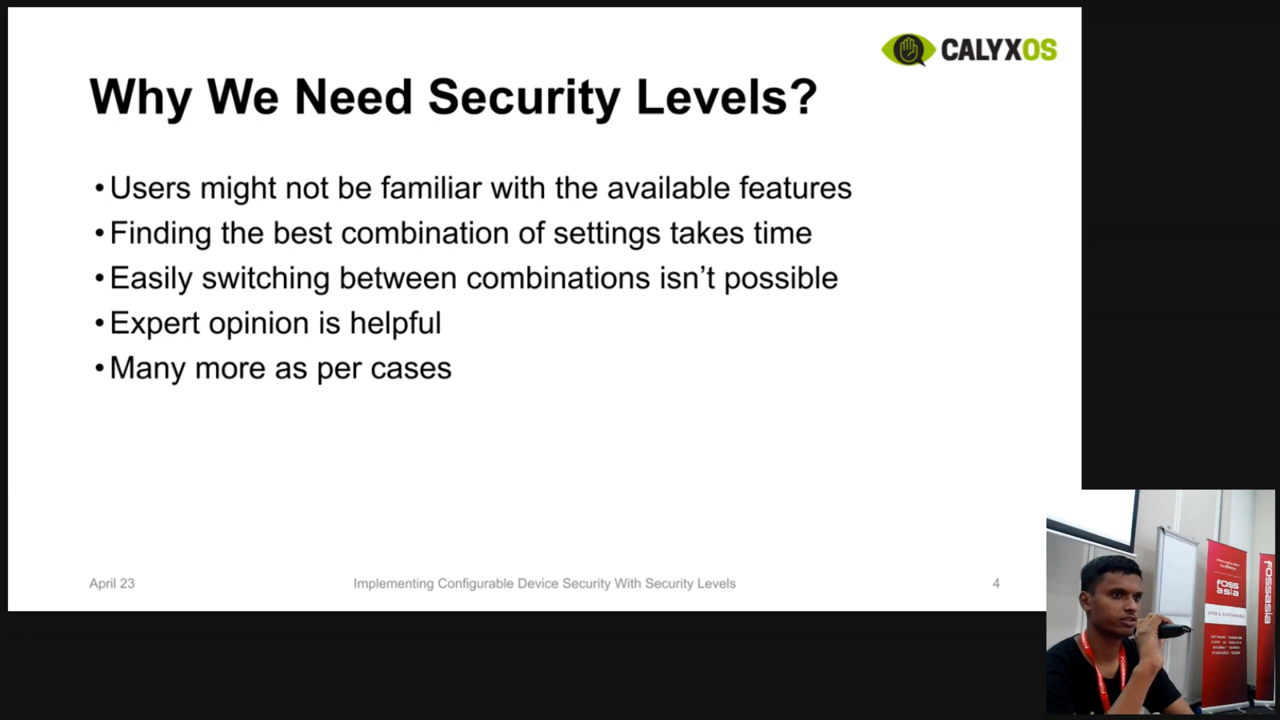 CALYXOS
Why We Need Security Levels?
•Users might not be familiar with the available features
•Finding the best combination of settings takes time
•Easily switching between combinations isn’t possible
•Expert opinion is helpful
•Many more as per cases
April 23
Implementing Configurable Device Security With Security Levels
4
foss
asia
fossasia